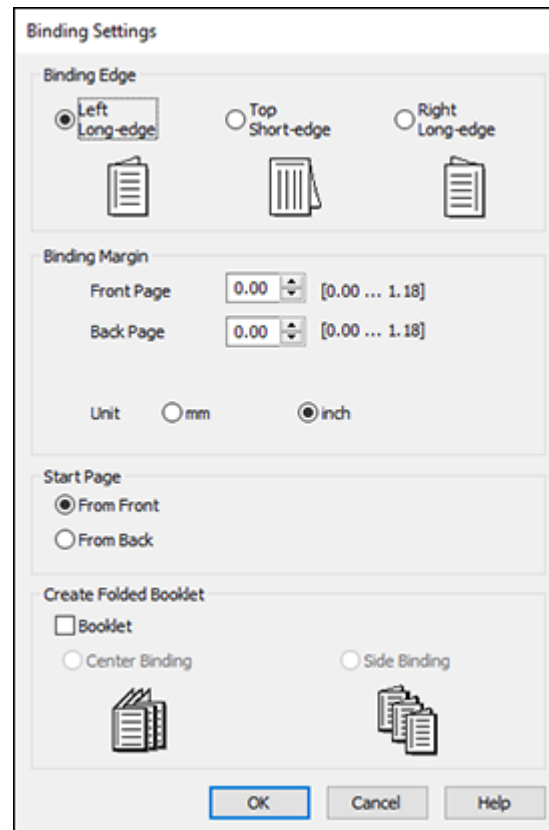 Binding Settings
Binding Edge
Left
Long-edge
Top
Short-edge
Right
Long-edge
Binding Margin
Front Page 0.00 [0.00 ... 1.18]
Back Page 0.00 [0.00 ... 1.18]
Unit mm inch
Start Page
From Front
From Back
Create Folded Booklet
Booklet
Center Binding Side Binding
OK Cancel Help